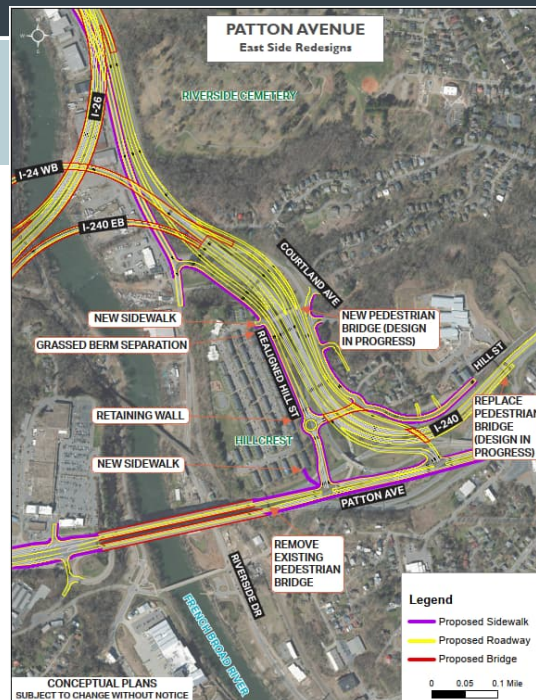 PATTON AVENUE
East Side Redesigns
N
W
E
S
RIVERSIDE CEMETERY
I-26
I-24 WB
I-240 EB
COURTLAND AVE
NEW SIDEWALK
GRASSED BERM SEPARATION
NEW PEDESTRIAN
BRIDGE (DESIGN
IN PROGRESS)
REALIGNED HILL ST
HILL ST
RETAINING WALL
REPLACE
PEDESTRIAN
BRIDGE
(DESIGN IN
PROGRESS)
I-240
HILLCREST
NEW SIDEWALK
PATTON AVE
REMOVE
EXISTING
PEDESTRIAN
BRIDGE
RIVERSIDE DR
FRENCH BROAD RIVER
Legend
Proposed Sidewalk
Proposed Roadway
Proposed Bridge
0 0.05 0.1 Mile
CONCEPTUAL PLANS
SUBJECT TO CHANGE WITHOUT NOTICE